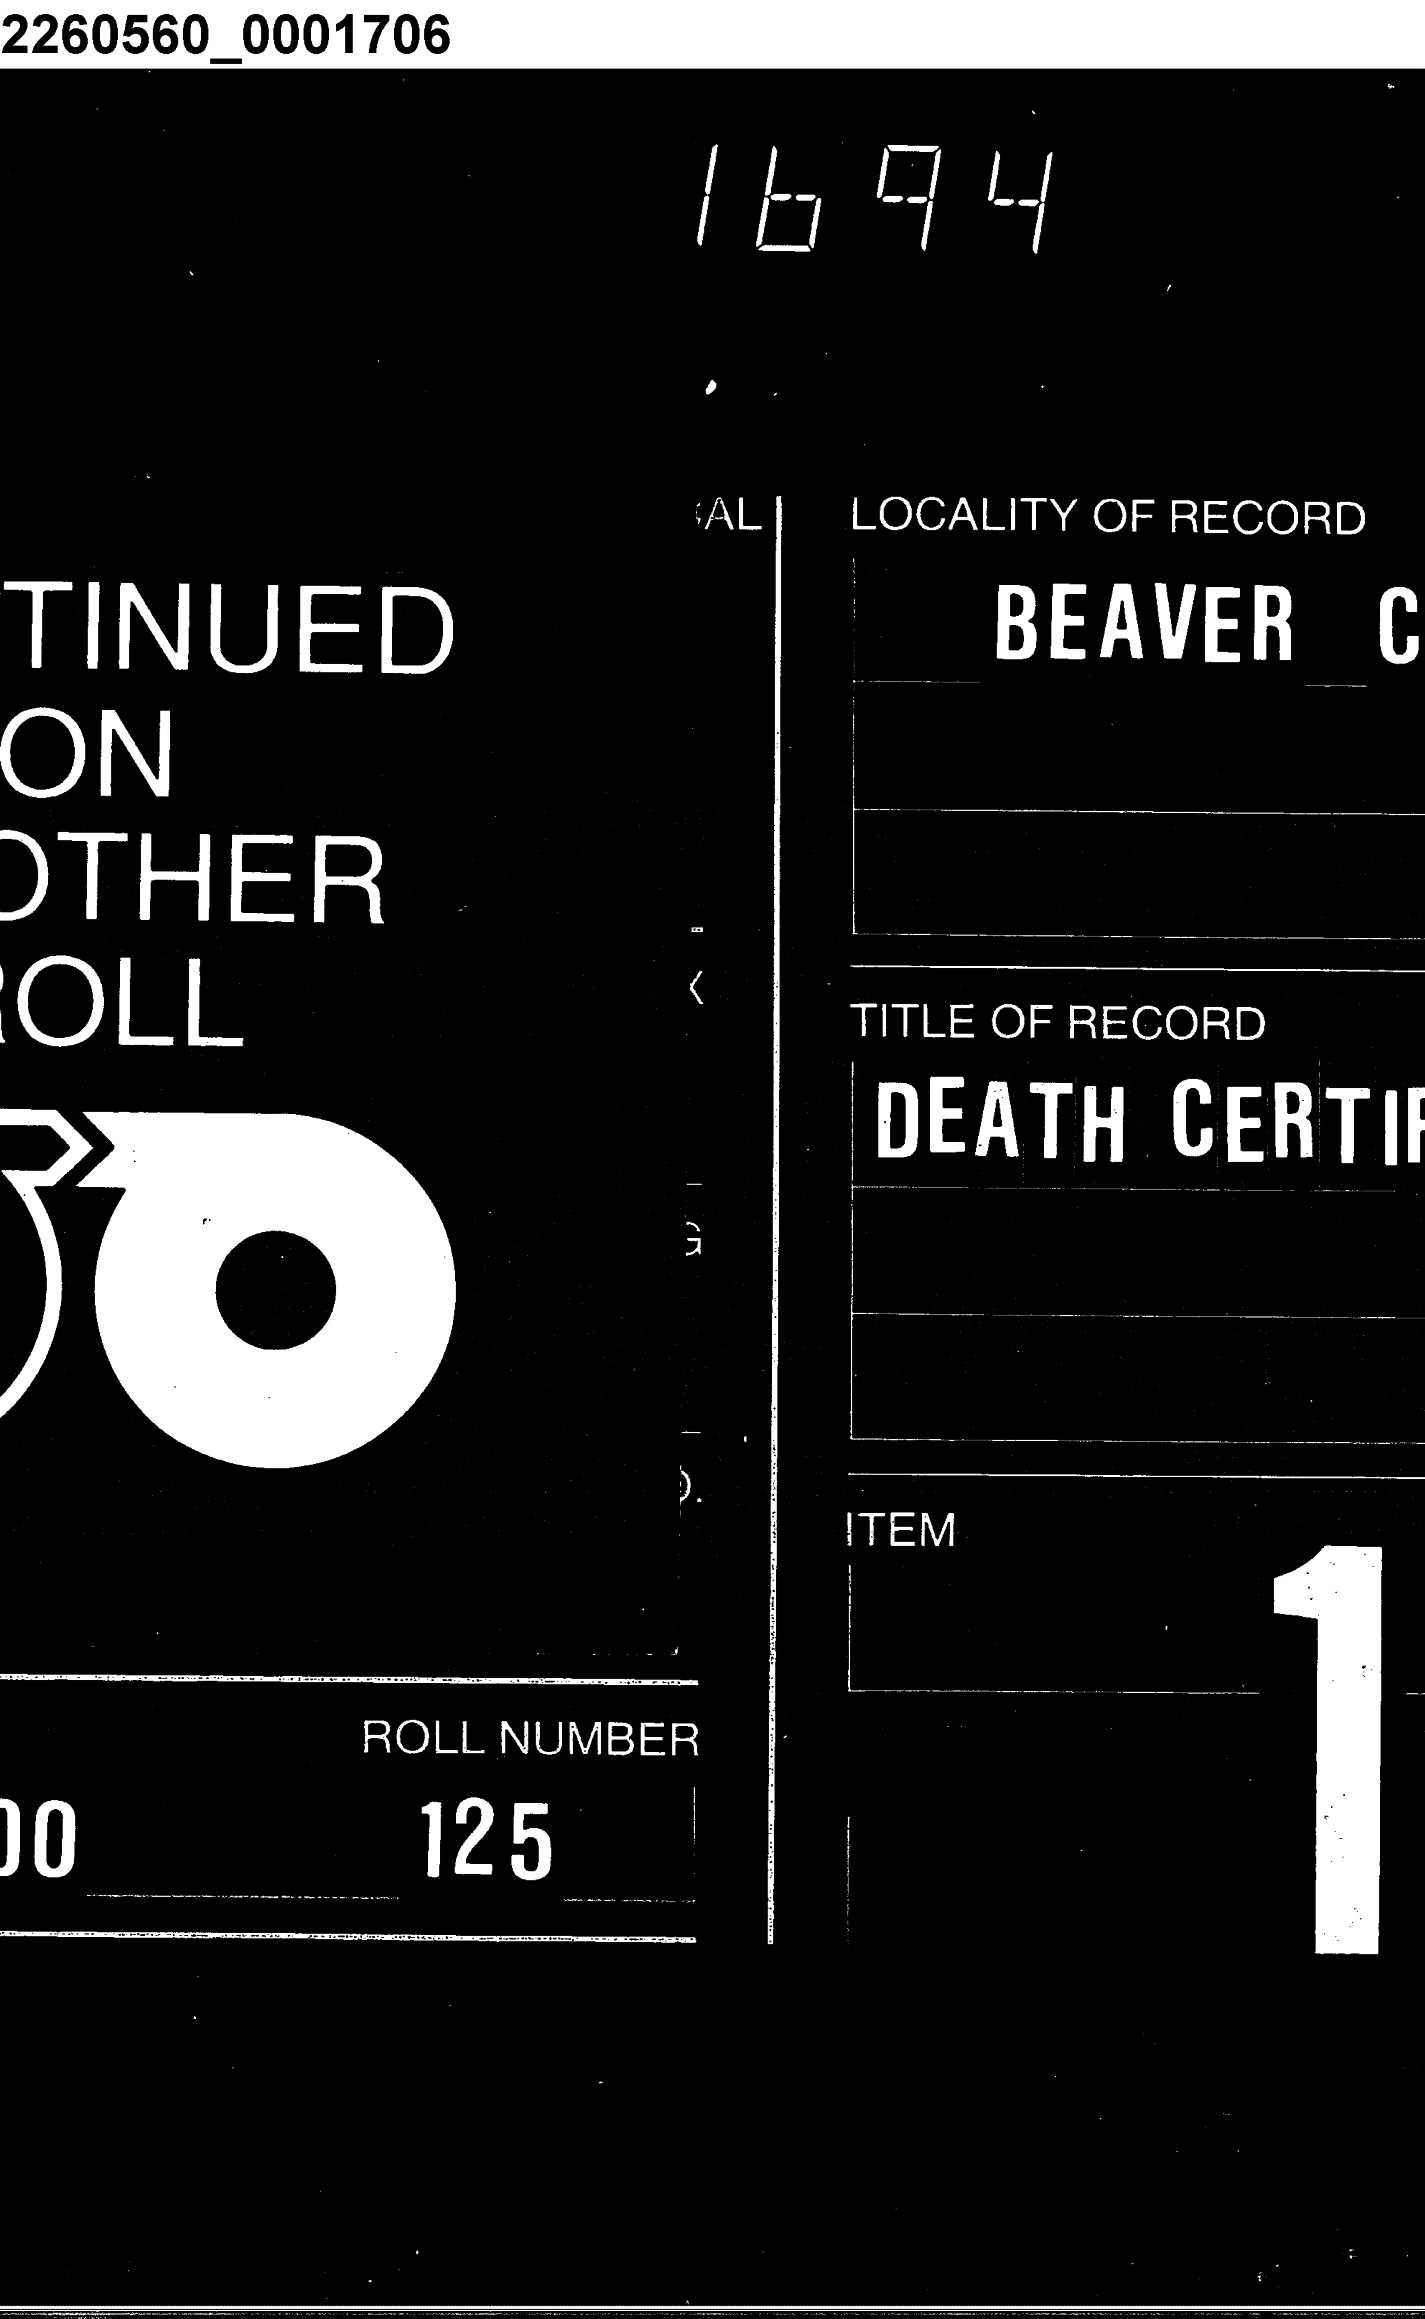 2260560_0001706
1694
AL
LOCALITY OF RECORD
BEAVER C
TINUED
ON
OTHER
ROLL
TITLE OF RECORD
DEATH CERTIF
G
ITEM
1
ROLL NUMBER
00
125